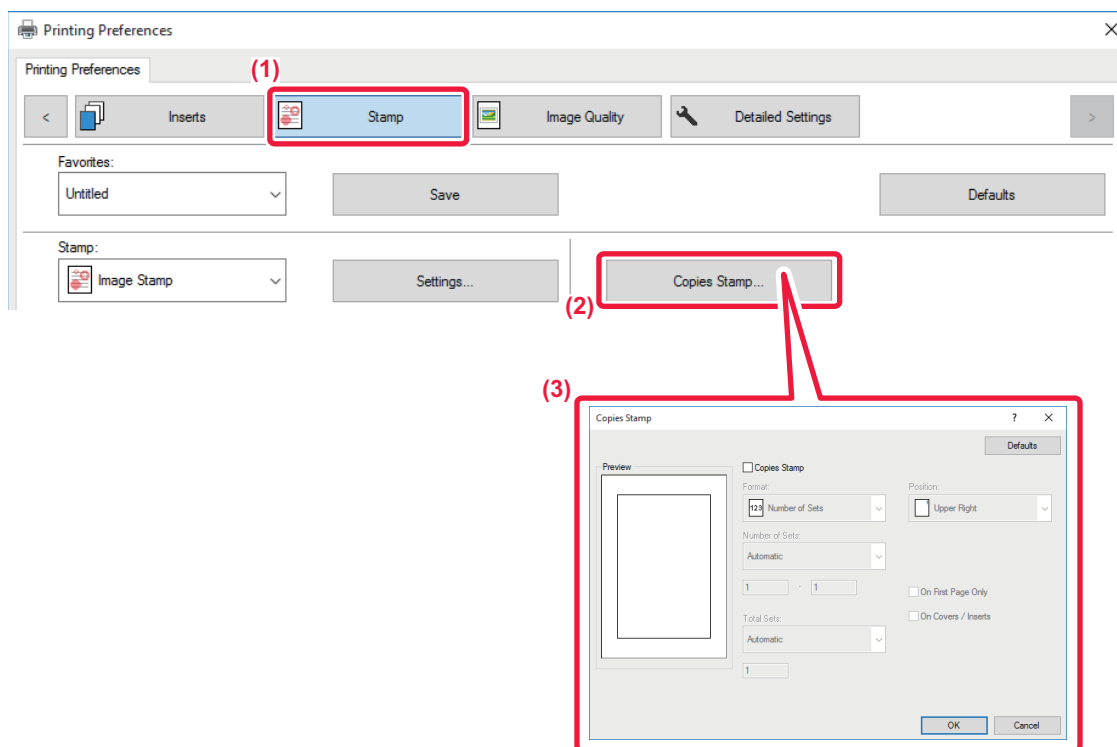 Printing Preferences
Printing Preferences
(1)
<
Inserts
Stamp
Image Quality
Detailed Settings
>
Favorites:
Untitled
Save
Defaults
Stamp:
Image Stamp
Settings...
Copies Stamp...
(2)
(3)
Copies Stamp
?
Defaults
Preview
Copies Stamp
Format:
Position:
123 Number of Sets
Upper Right
Number of Sets:
Automatic
1 - 1
On First Page Only
Total Sets:
On Covers / Inserts
Automatic
1
OK
Cancel